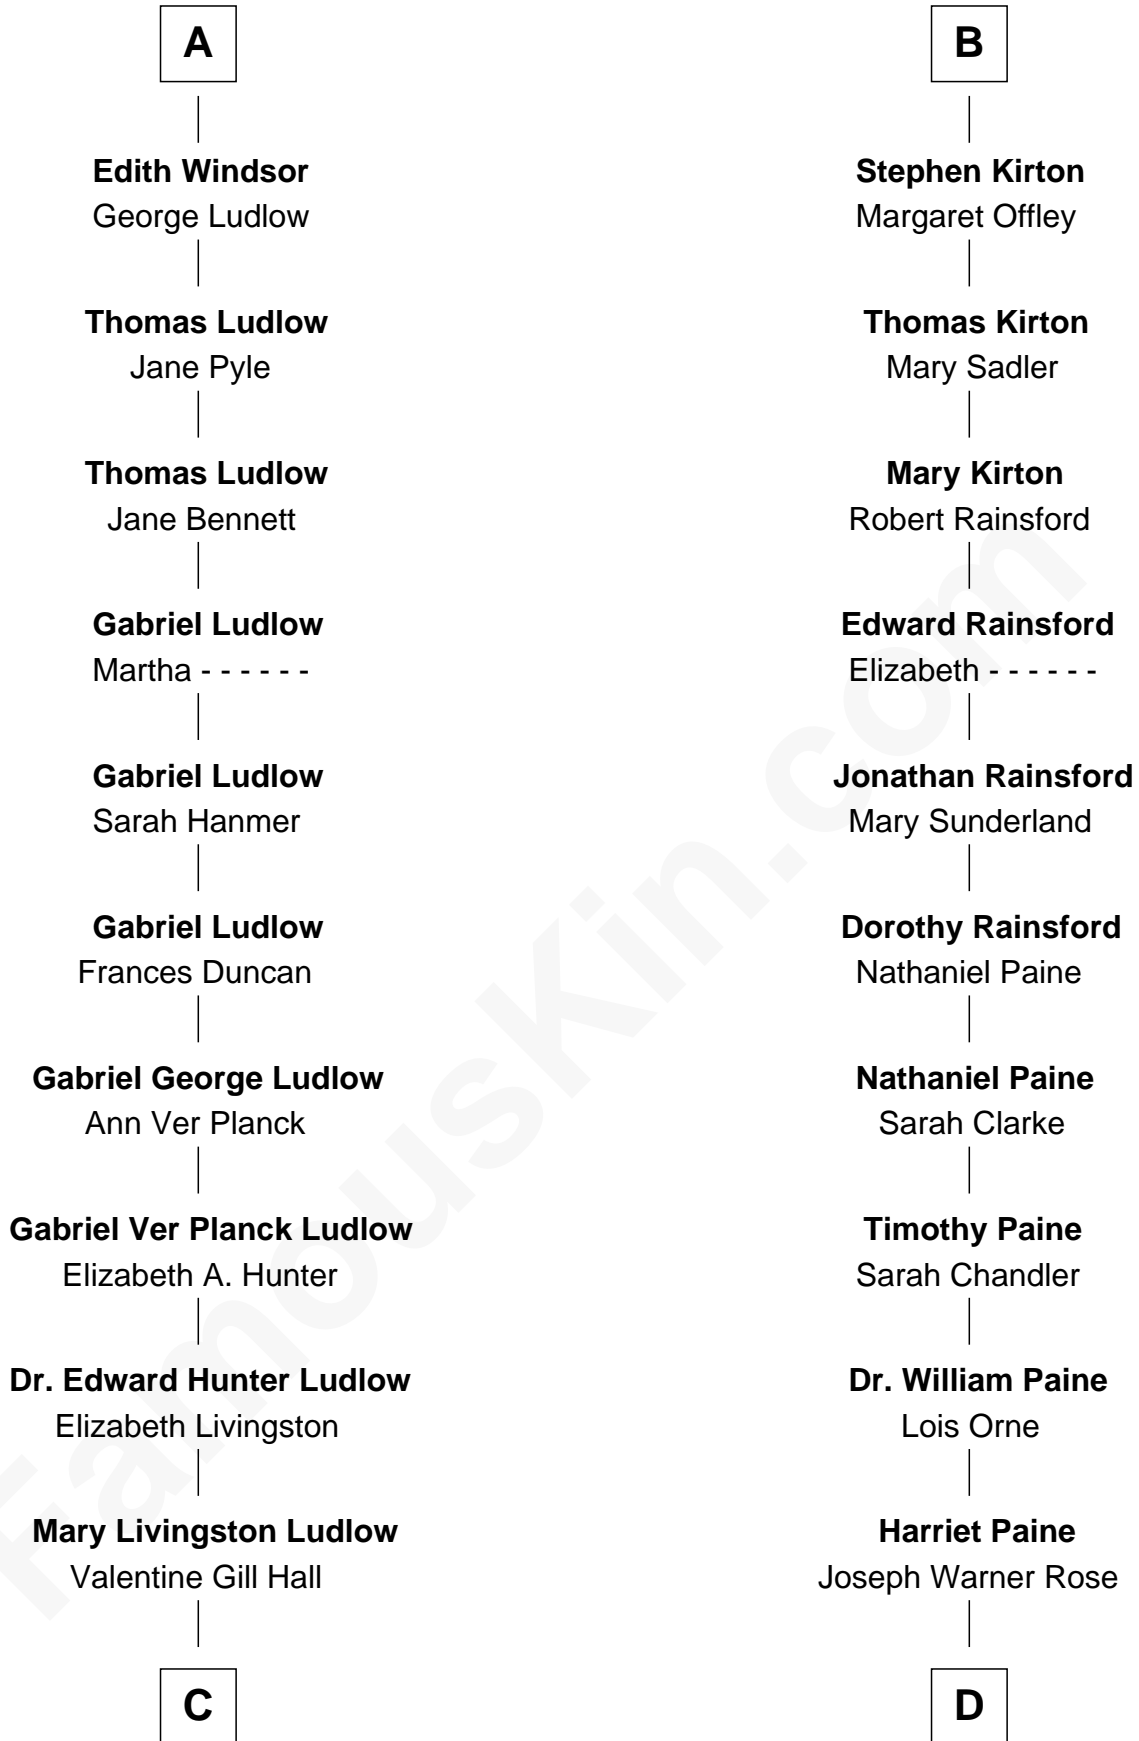 A
Edith Windsor
George Ludlow
Thomas Ludlow
Jane Pyle
Thomas Ludlow
Jane Bennett
Gabriel Ludlow
Martha - - - - - -
Gabriel Ludlow
Sarah Hanmer
Gabriel Ludlow
Frances Duncan
Gabriel George Ludlow
Ann Ver Planck
Gabriel Ver Planck Ludlow
Elizabeth A. Hunter
Dr. Edward Hunter Ludlow
Elizabeth Livingston
Mary Livingston Ludlow
Valentine Gill Hall
C
B
Stephen Kirton
Margaret Offley
Thomas Kirton
Mary Sadler
Mary Kirton
Robert Rainsford
Edward Rainsford
Elizabeth - - - - - -
Jonathan Rainsford
Mary Sunderland
Dorothy Rainsford
Nathaniel Paine
Nathaniel Paine
Sarah Clarke
Timothy Paine
Sarah Chandler
Dr. William Paine
Lois Orne
Harriet Paine
Joseph Warner Rose
D
FamousKin.com